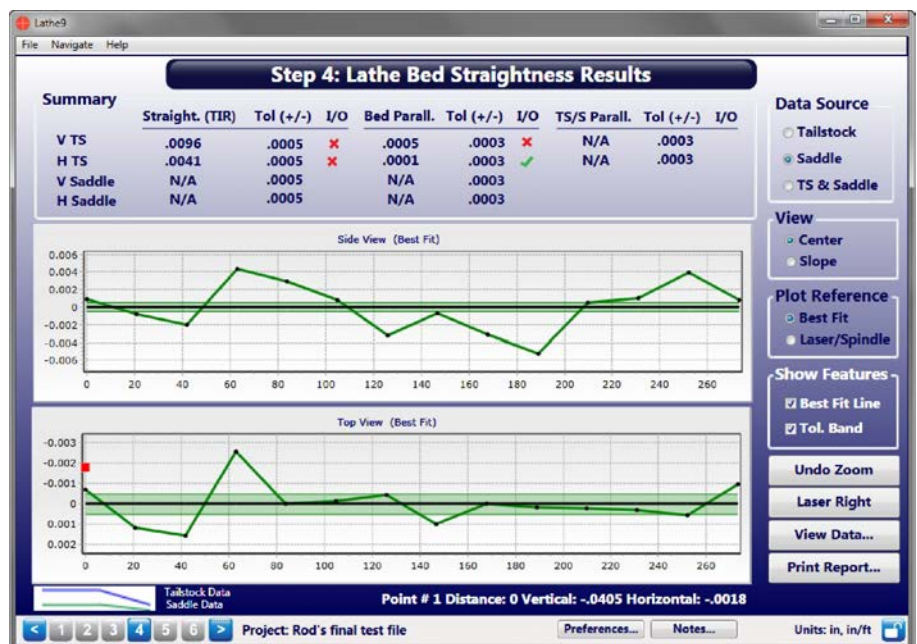 Lathe9
File Navigate Help
Step 4: Lathe Bed Straightness Results
Summary
Straight. (TIR) Tol (+/-) I/O Bed Parall. Tol (+/-) I/O TS/S Parall. Tol (+/-) I/O
V TS .0096 .0005 .0005 .0003 N/A .0003
H TS .0041 .0005 .0001 .0003 N/A .0003
V Saddle N/A .0005 N/A .0003
H Saddle N/A .0005 N/A .0003
Data Source
Tailstock
Saddle
TS & Saddle
View
Center
Slope
Plot Reference
Best Fit
Laser/Spindle
Show Features
Best Fit Line
Tol. Band
Undo Zoom
Laser Right
View Data...
Print Report...
Side View (Best Fit)
0.006
0.004
0.002
0
-0.002
-0.004
-0.006
0 20 40 60 80 100 120 140 160 180 200 220 240 260
Top View (Best Fit)
-0.003
-0.002
-0.001
0
0.001
0.002
0 20 40 60 80 100 120 140 160 180 200 220 240 260
Tailstock Data
Saddle Data
Point # 1 Distance: 0 Vertical: -.0405 Horizontal: -.0018
< 1 2 3 4 5 6 > Project: Rod's final test file Preferences... Notes... Units: in, in/ft